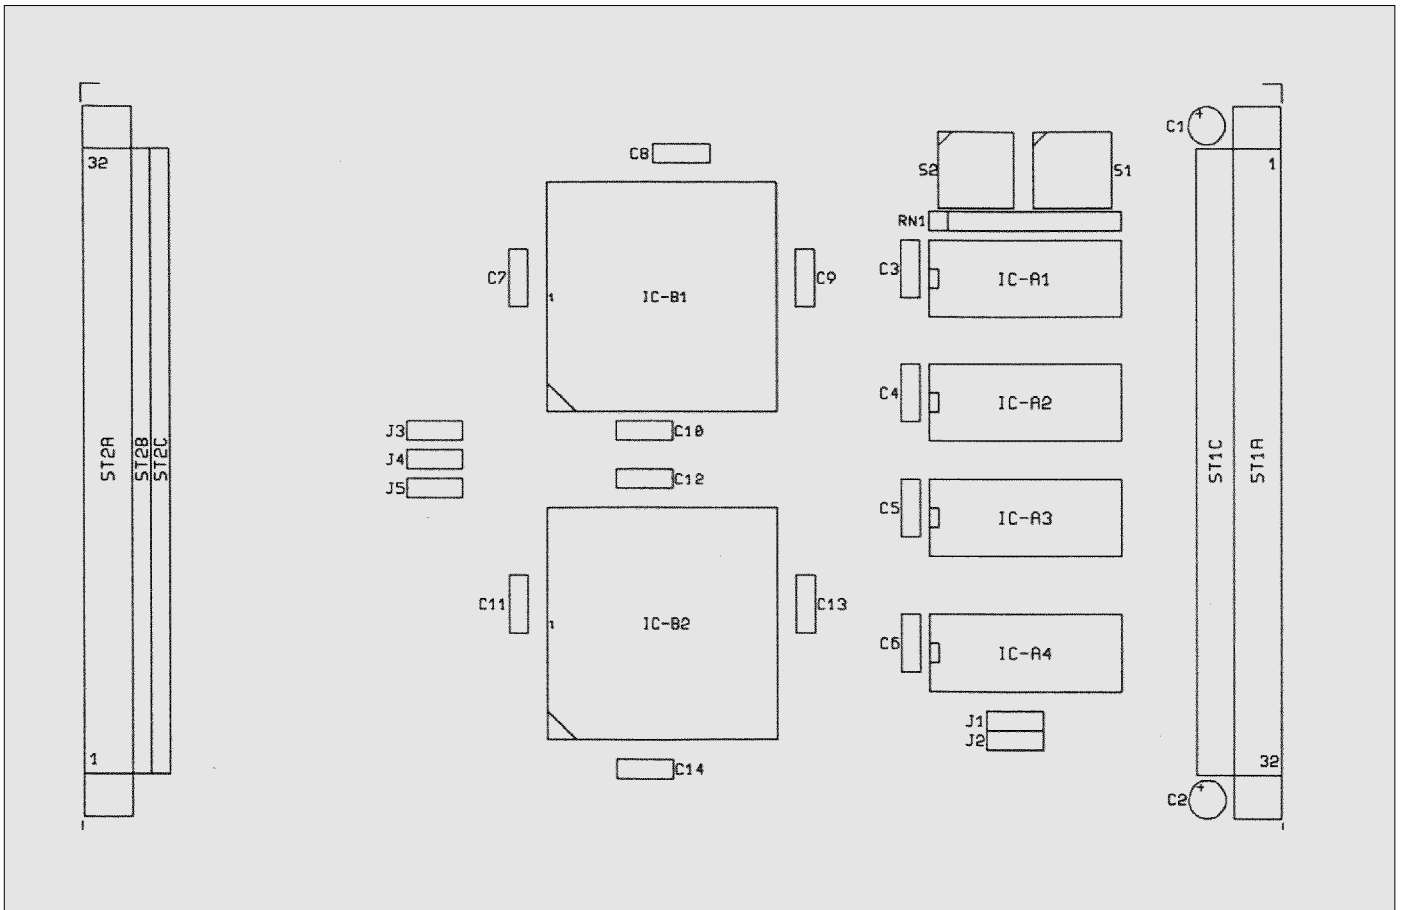 C1
32
C8
S2
S1
1
RN1
C3
IC-A1
C7
C9
1
IC-B1
C4
IC-A2
J3
C10
ST2A
ST2B
ST2C
J4
ST1C
ST1A
J5
C12
C5
IC-A3
C11
C13
1
IC-B2
C6
IC-A4
J1
J2
1
32
C14
C2